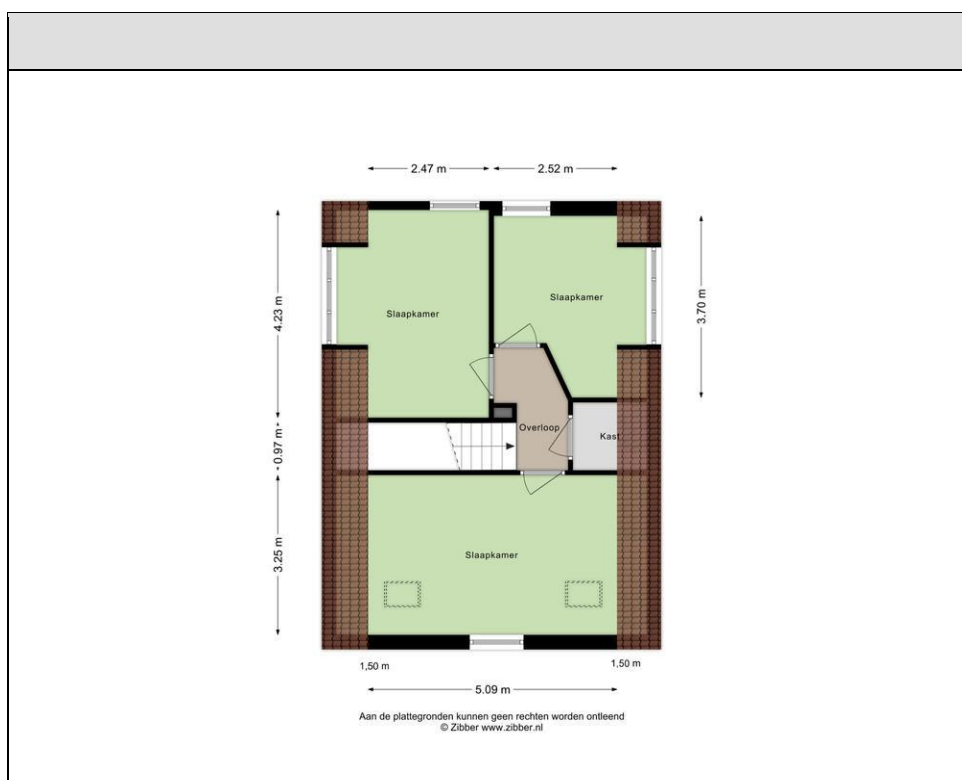 2.47 m
2.52 m
4.23 m
3.70 m
Slaapkamer
Slaapkamer
0.97 m
Overloop
Kast
3.25 m
Slaapkamer
1,50 m
1,50 m
5.09 m
Aan de plattegronden kunnen geen rechten worden ontleend
© Zibber www.zibber.nl